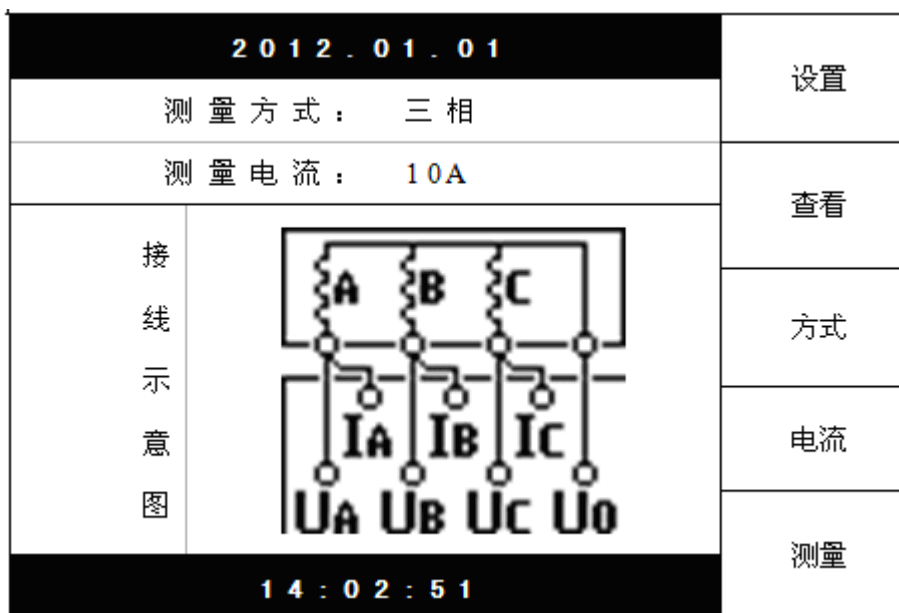 2012.01.01
测量方式： 三相
测量电流： 10A
接
线
示
意
图
A B C
IA IB IC
UA UB UC U0
14:02:51
设置
查看
方式
电流
测量